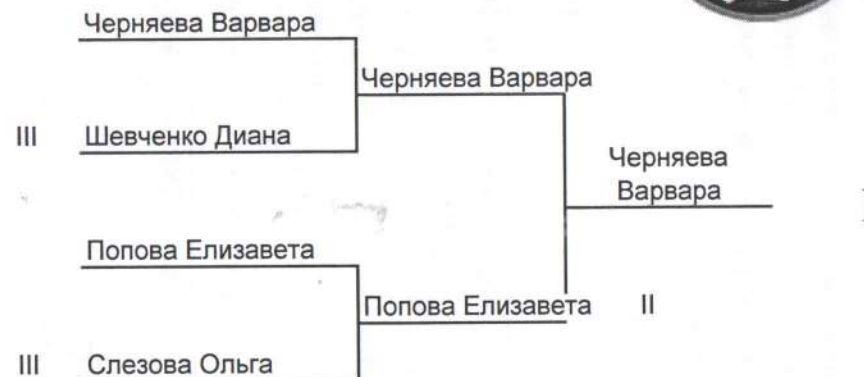 Черняева Варвара
Черняева Варвара
III Шевченко Диана
Черняева
Варвара
Попова Елизавета
Попова Елизавета II
III Слезова Ольга